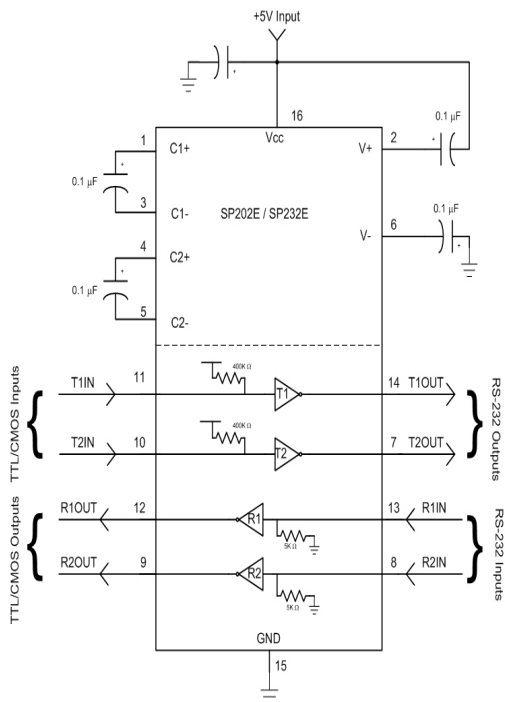 +5V Input
+
16
Vcc
0.1 µF
1
C1+
+
0.1 µF
3
C1-
2
V+
+
SP202E / SP232E
0.1 µF
6
V-
+
4
C2+
+
0.1 µF
5
C2-
TTL/CMOS Inputs
T1IN
11
400K Ω
T1
14
T1OUT
RS-232 Outputs
T2IN
10
400K Ω
T2
7
T2OUT
TTL/CMOS Outputs
R1OUT
12
R1
5K Ω
13
R1IN
RS-232 Inputs
R2OUT
9
R2
5K Ω
8
R2IN
GND
15